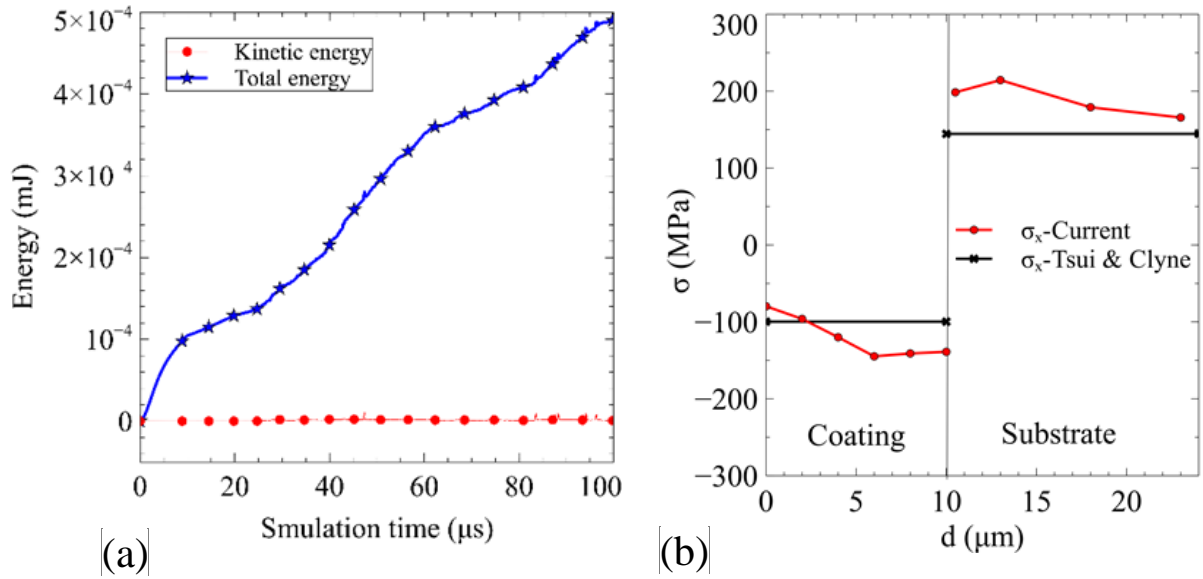 5×10⁻⁴
4×10⁻⁴
3×10⁻⁴
2×10⁻⁴
10⁻⁴
0
Energy (mJ)
Kinetic energy
Total energy
0 20 40 60 80 100
Smulation time (μs)
(a)
300
200
100
0
−100
−200
−300
σ (MPa)
σx-Current
σx-Tsui & Clyne
Coating Substrate
0 5 10 15 20
d (μm)
(b)